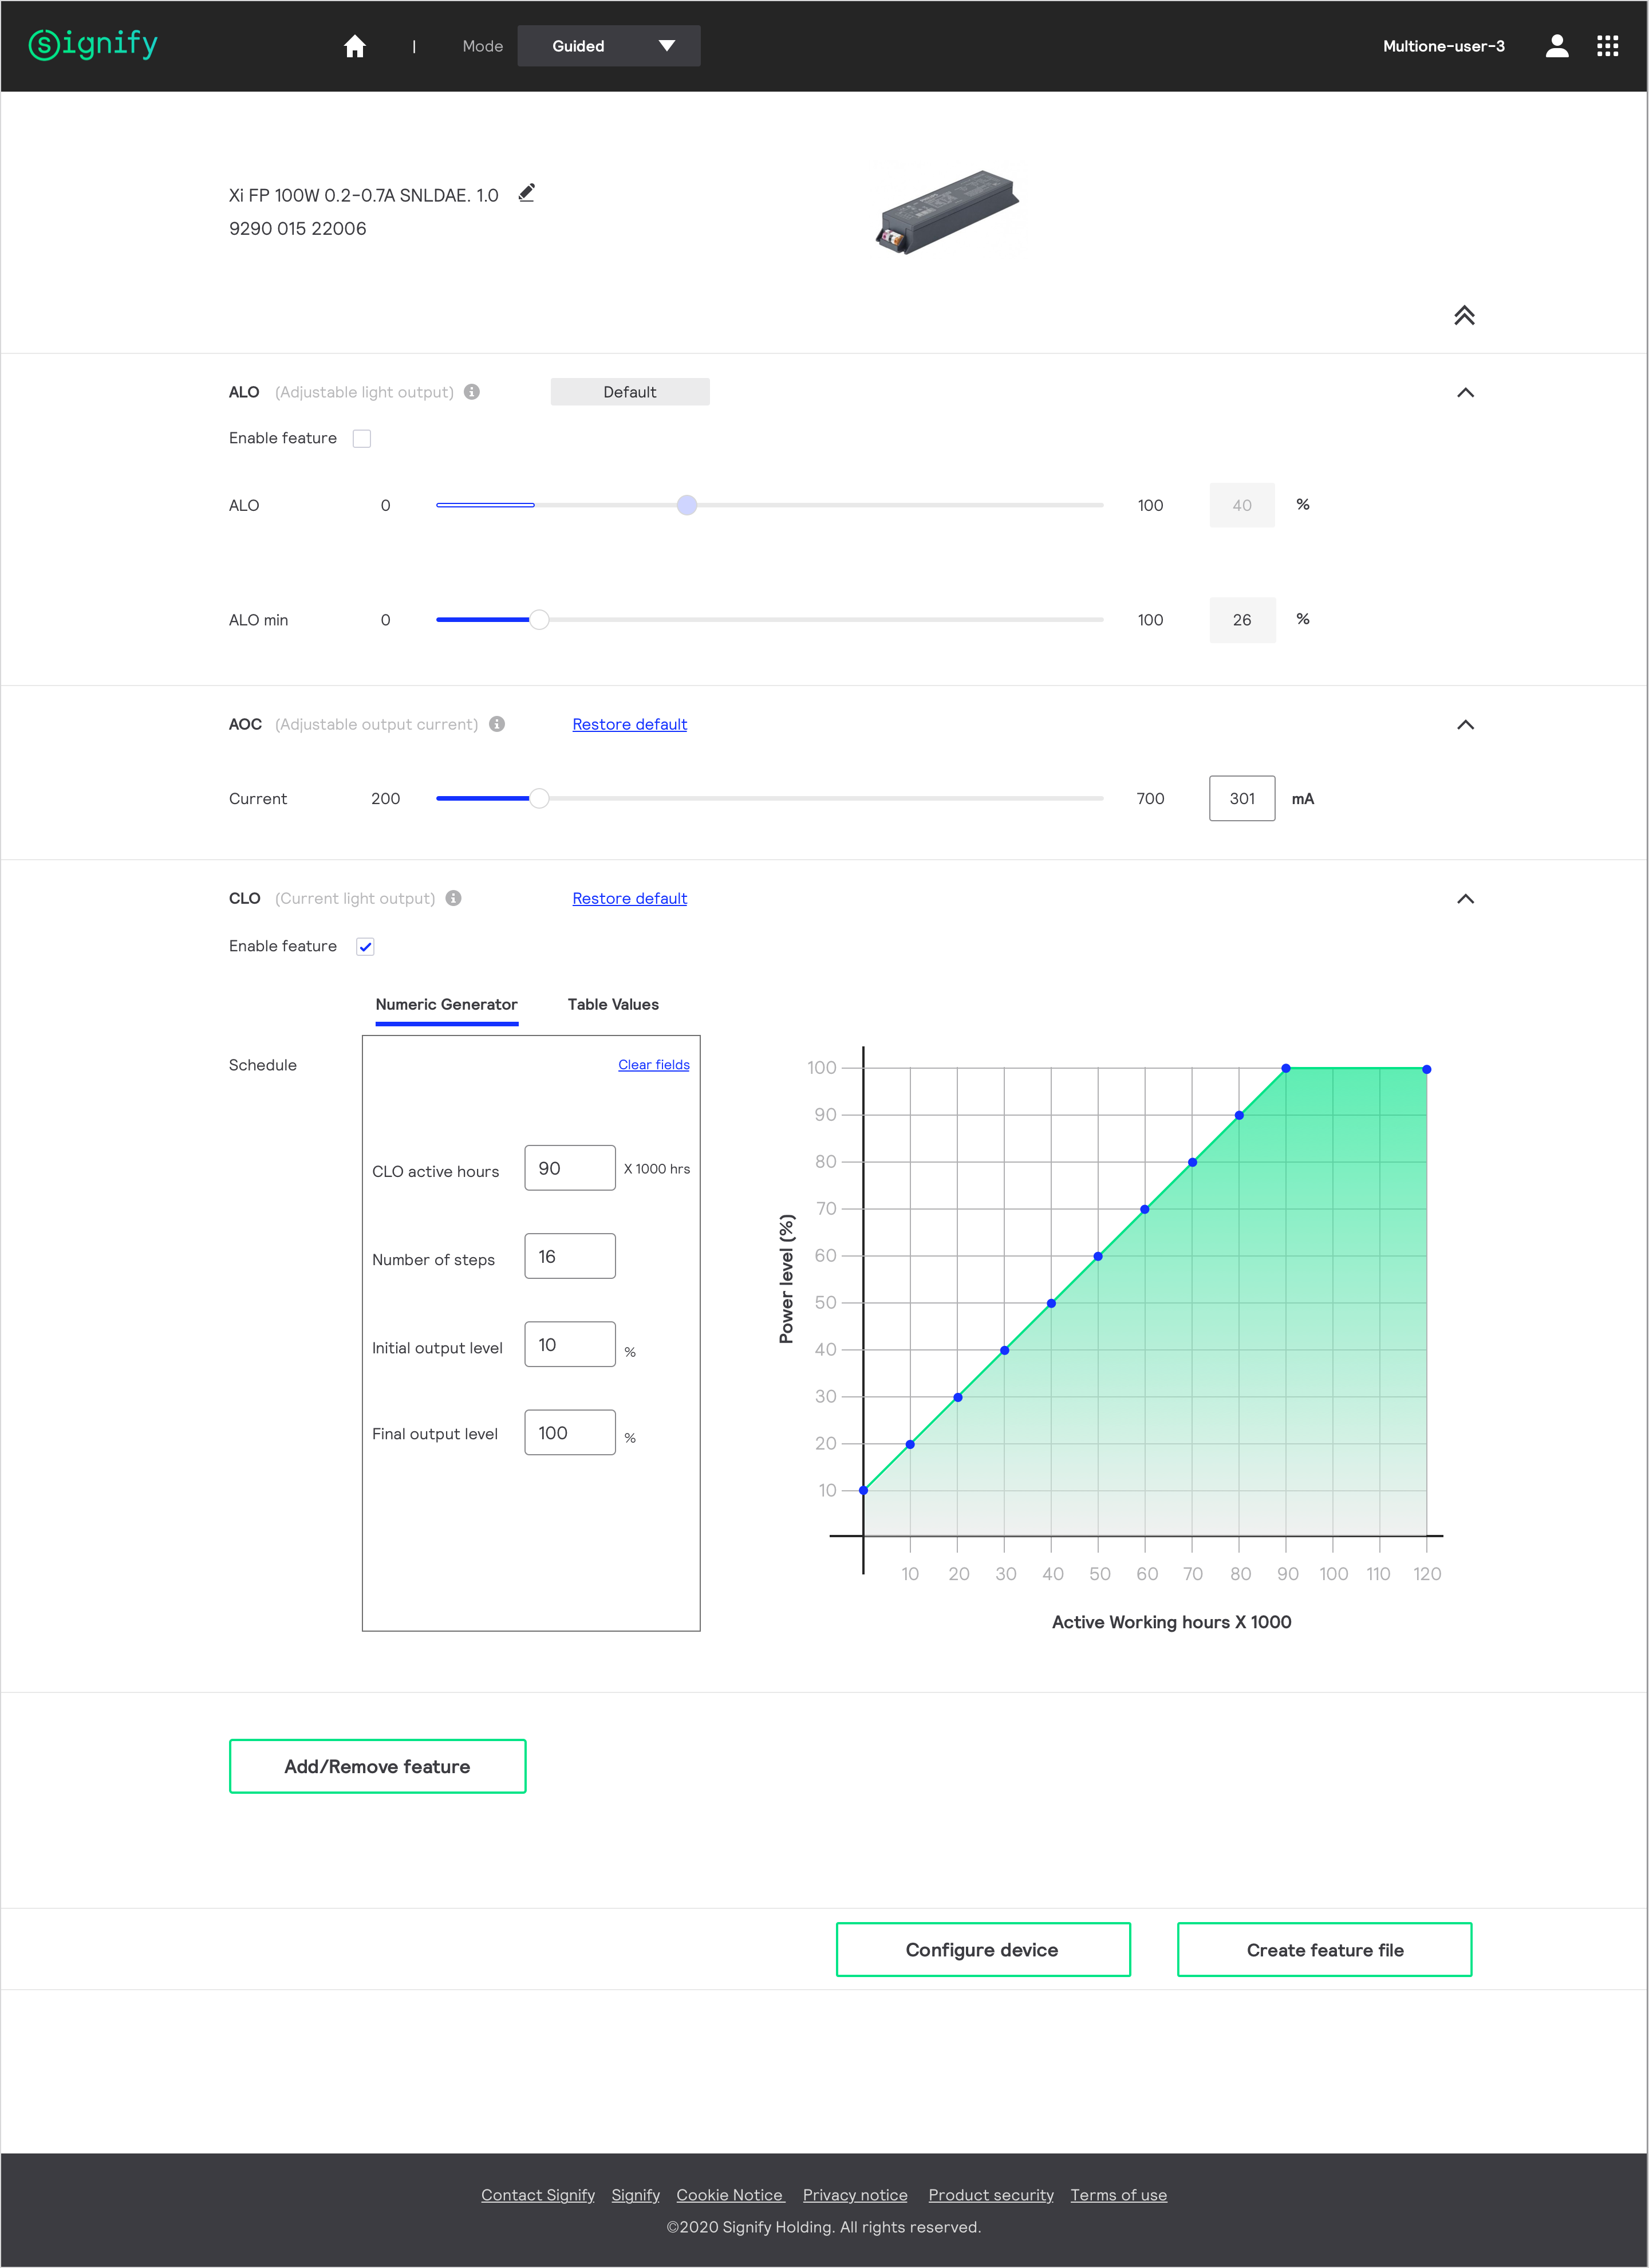 signify
| Mode Guided Multione-user-3
Xi FP 100W 0.2-0.7A SNLDAE. 1.0
9290 015 22006
ALO (Adjustable light output) Default
Enable feature
ALO 0 100 40 %
ALO min 0 100 26 %
AOC (Adjustable output current) Restore default
Current 200 700 301 mA
CLO (Current light output) Restore default
Enable feature
Numeric Generator Table Values
Schedule
Clear fields
CLO active hours 90 X 1000 hrs
Number of steps 16
Initial output level 10 %
Final output level 100 %
Power level (%)
100
90
80
70
60
50
40
30
20
10
10 20 30 40 50 60 70 80 90 100 110 120
Active Working hours X 1000
Add/Remove feature
Configure device Create feature file
Contact Signify Signify Cookie Notice Privacy notice Product security Terms of use
©2020 Signify Holding. All rights reserved.